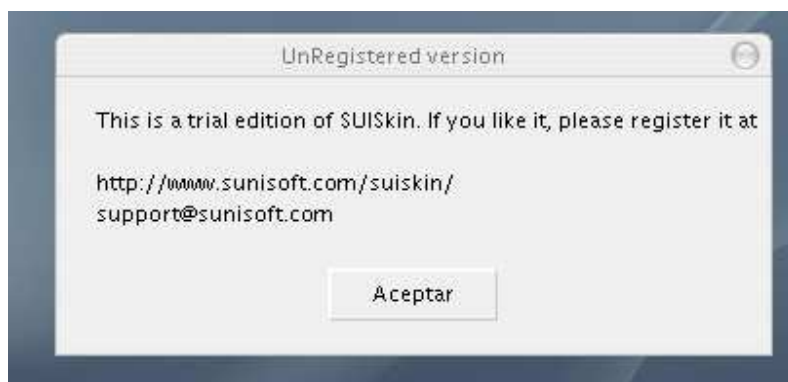 UnRegistered version
This is a trial edition of SUISkin. If you like it, please register it at
http://www.sunisoft.com/suiskin/
support@sunisoft.com
Aceptar